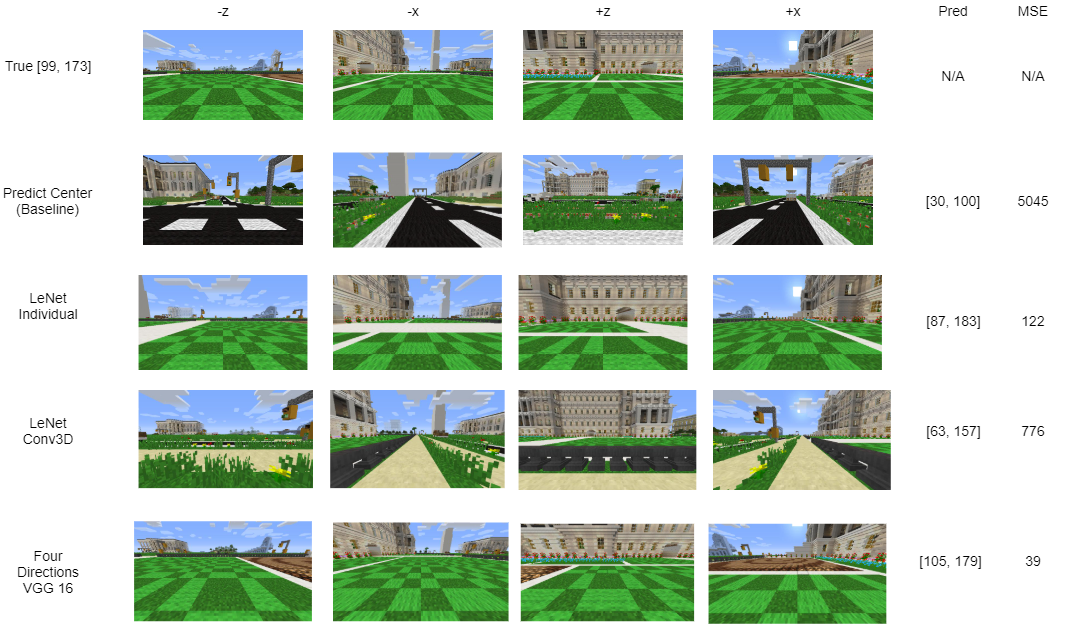 -z -x +z +x Pred MSE
True [99, 173] N/A N/A
Predict Center
(Baseline) [30, 100] 5045
LeNet
Individual [87, 183] 122
LeNet
Conv3D [63, 157] 776
Four
Directions
VGG 16 [105, 179] 39